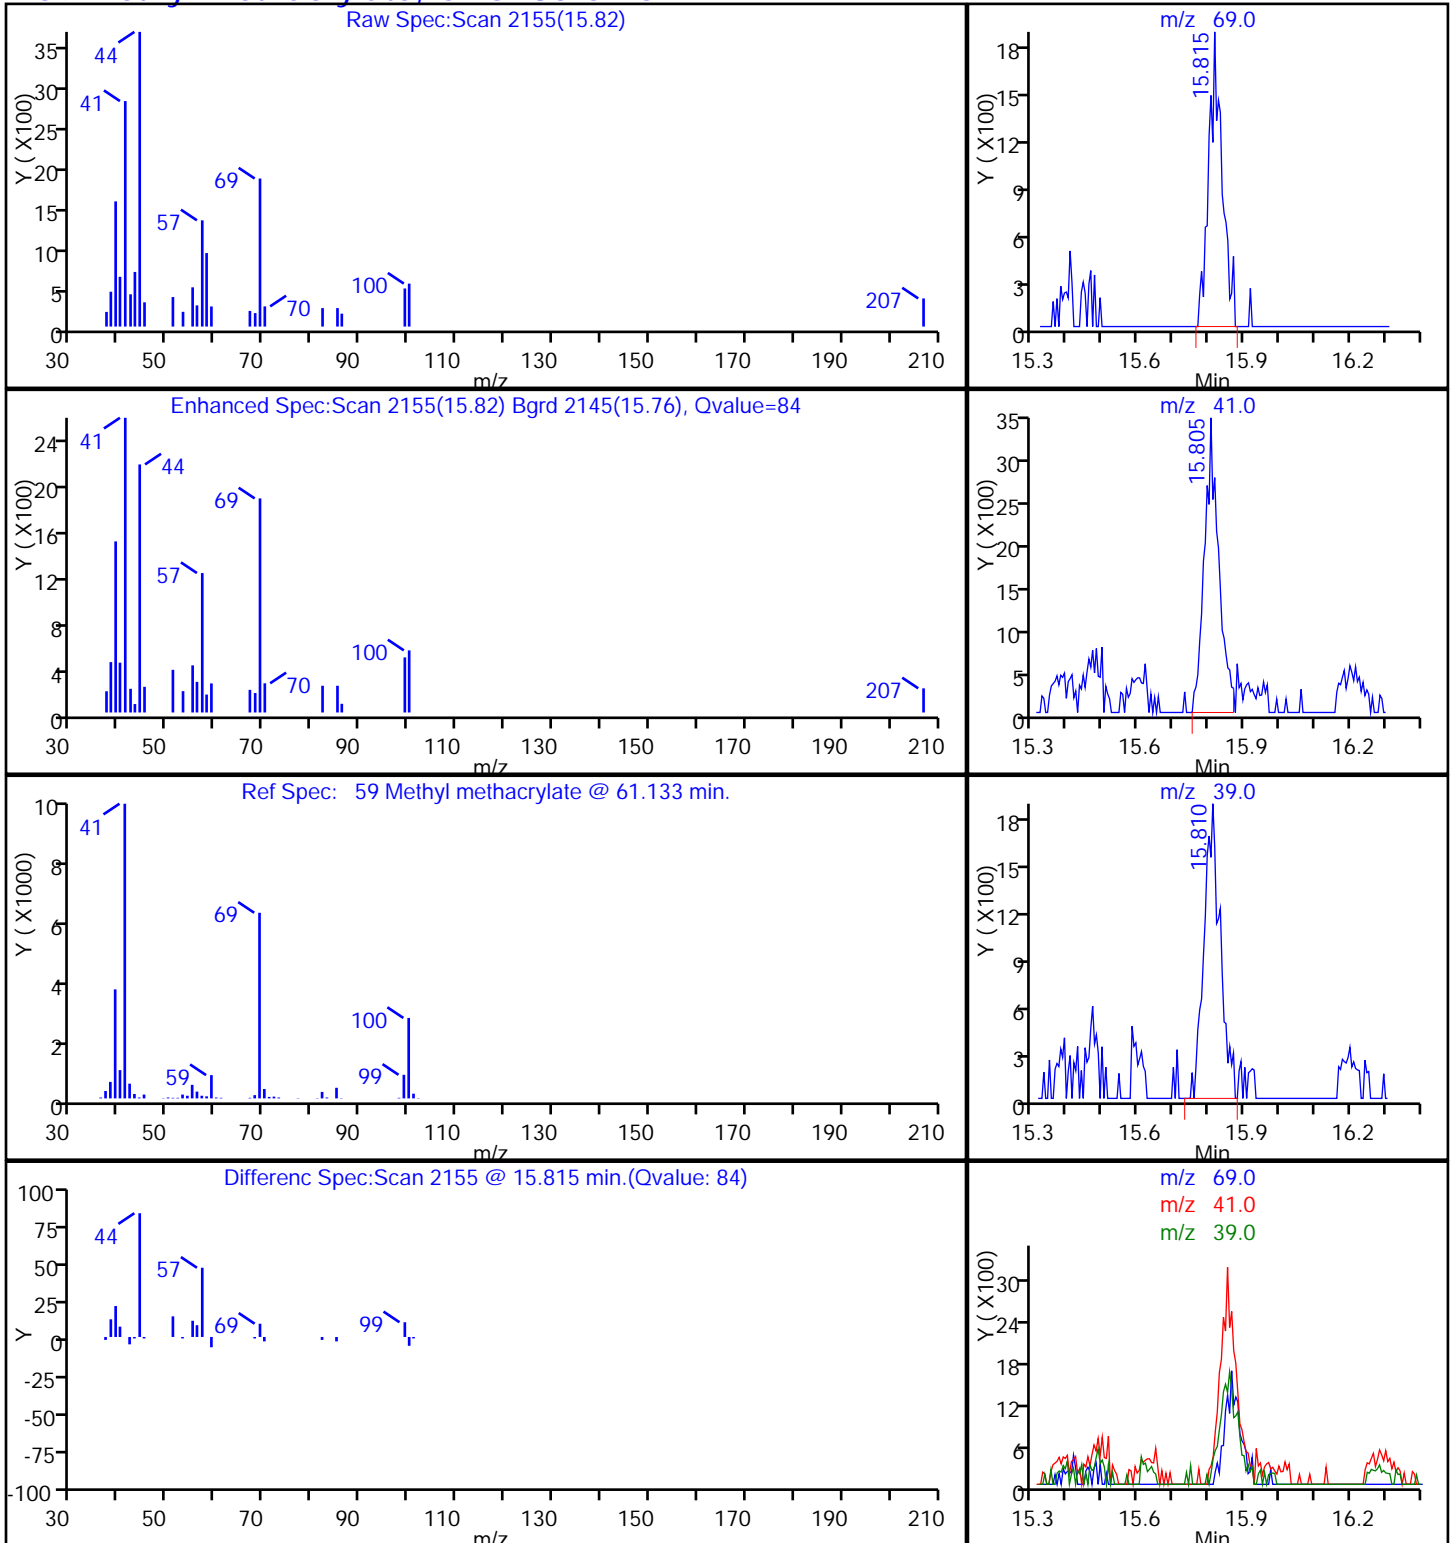 Raw Spec:Scan 2155(15.82)
Y ( X100)
35
30
25
20
15
10
5
0
44
41
69
57
70
100
207
30 50 70 90 110 130 150 170 190 210
m/z
m/z 69.0
Y ( X100)
18
15
12
9
6
3
0
15.815
15.3 15.6 15.9 16.2
Min
Enhanced Spec:Scan 2155(15.82) Bgrd 2145(15.76), Qvalue=84
Y ( X100)
24
20
16
12
8
4
0
41
44
69
57
70
100
207
30 50 70 90 110 130 150 170 190 210
m/z
m/z 41.0
Y ( X100)
35
30
25
20
15
10
5
0
15.805
15.3 15.6 15.9 16.2
Min
Ref Spec: 59 Methyl methacrylate @ 61.133 min.
Y ( X1000)
10
8
6
4
2
0
41
69
59
100
99
30 50 70 90 110 130 150 170 190 210
m/z
m/z 39.0
Y ( X100)
18
15
12
9
6
3
0
15.810
15.3 15.6 15.9 16.2
Min
Differenc Spec:Scan 2155 @ 15.815 min.(Qvalue: 84)
Y
100
75
50
25
0
-25
-50
-75
-100
44
57
69
99
30 50 70 90 110 130 150 170 190 210
m/z
m/z 69.0
m/z 41.0
m/z 39.0
Y ( X100)
30
24
18
12
6
0
15.3 15.6 15.9 16.2
Min